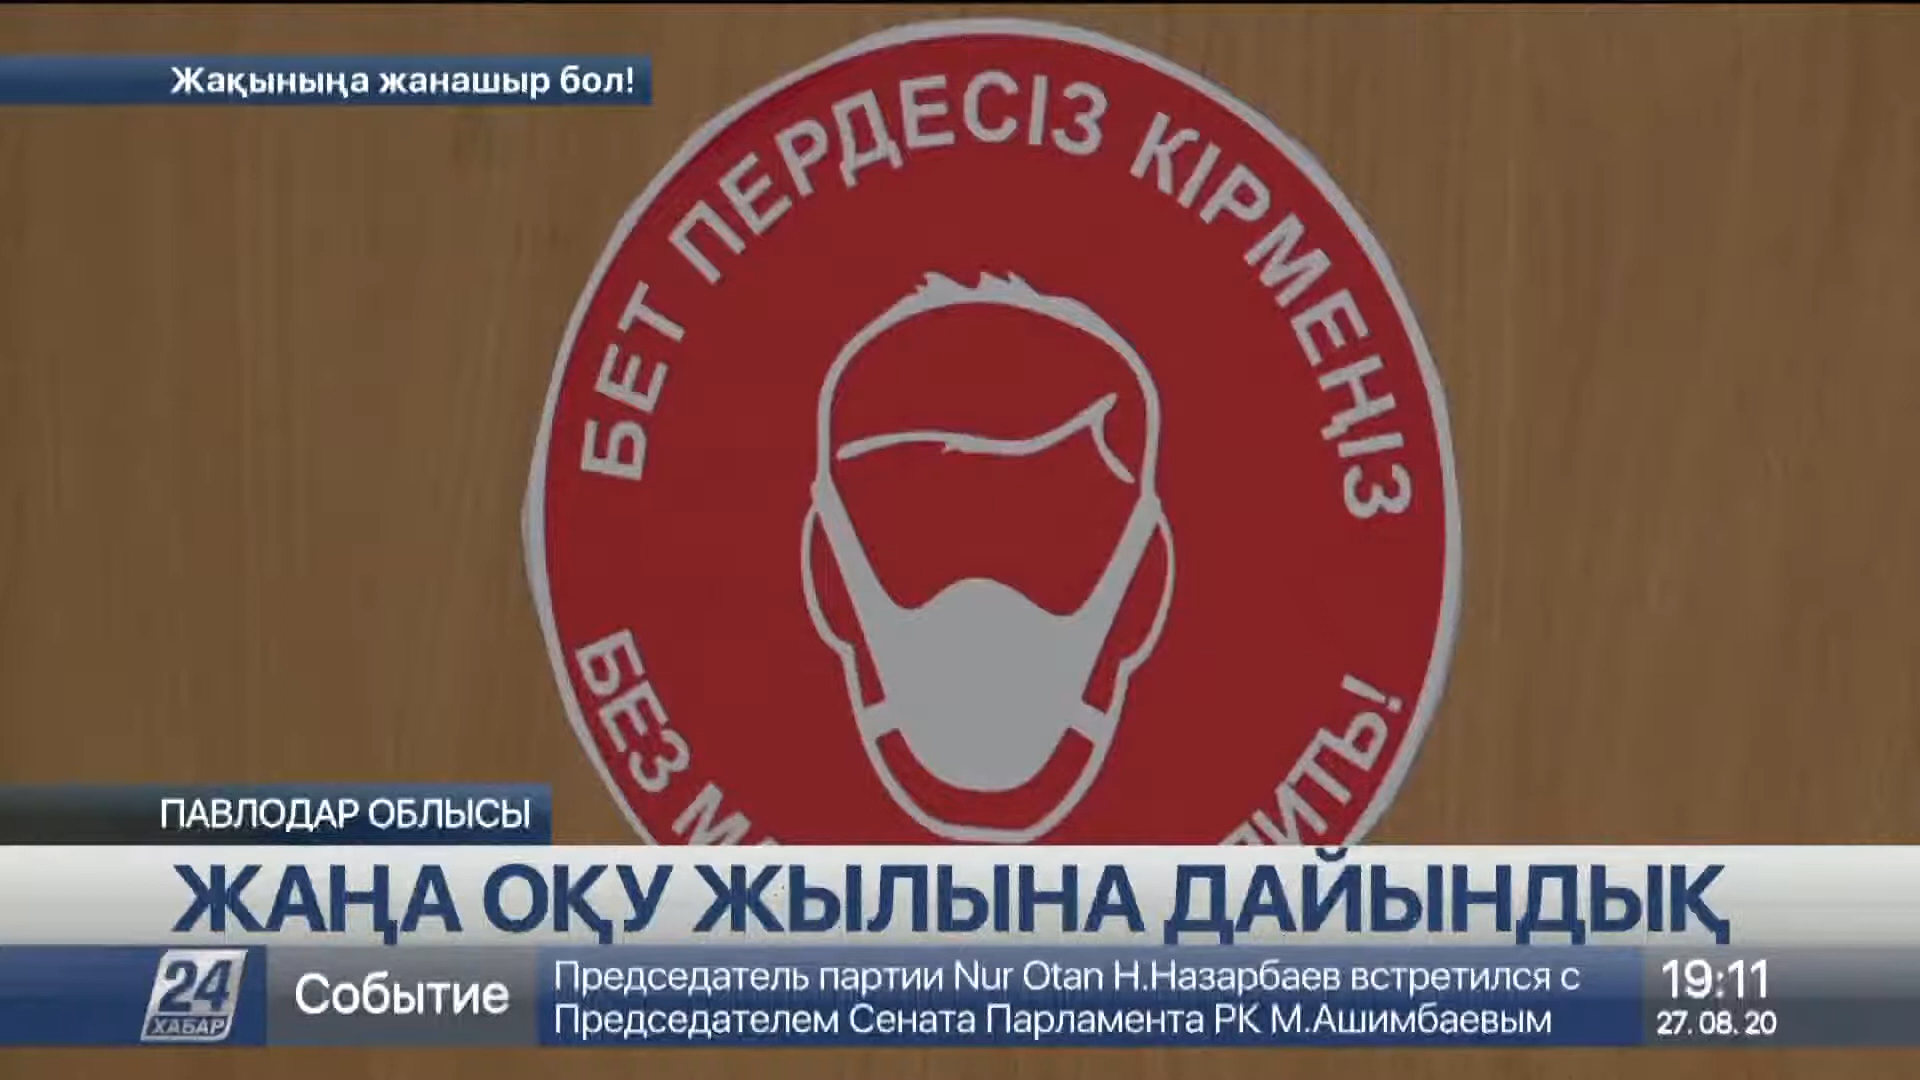 Жақыныңа жанашыр бол!
БЕТ ПЕРДЕСІЗ КІРМЕҢІЗ
БЕЗ
ПАВЛОДАР ОБЛЫСЫ
ЖАҢА ОҚУ ЖЫЛЫНА ДАЙЫНДЫҚ
24
ХАБАР
Событие
Председатель партии Nur Otan Н.Назарбаев встретился с
Председателем Сената Парламента РК М.Ашимбаевым
19:11
27. 08. 20